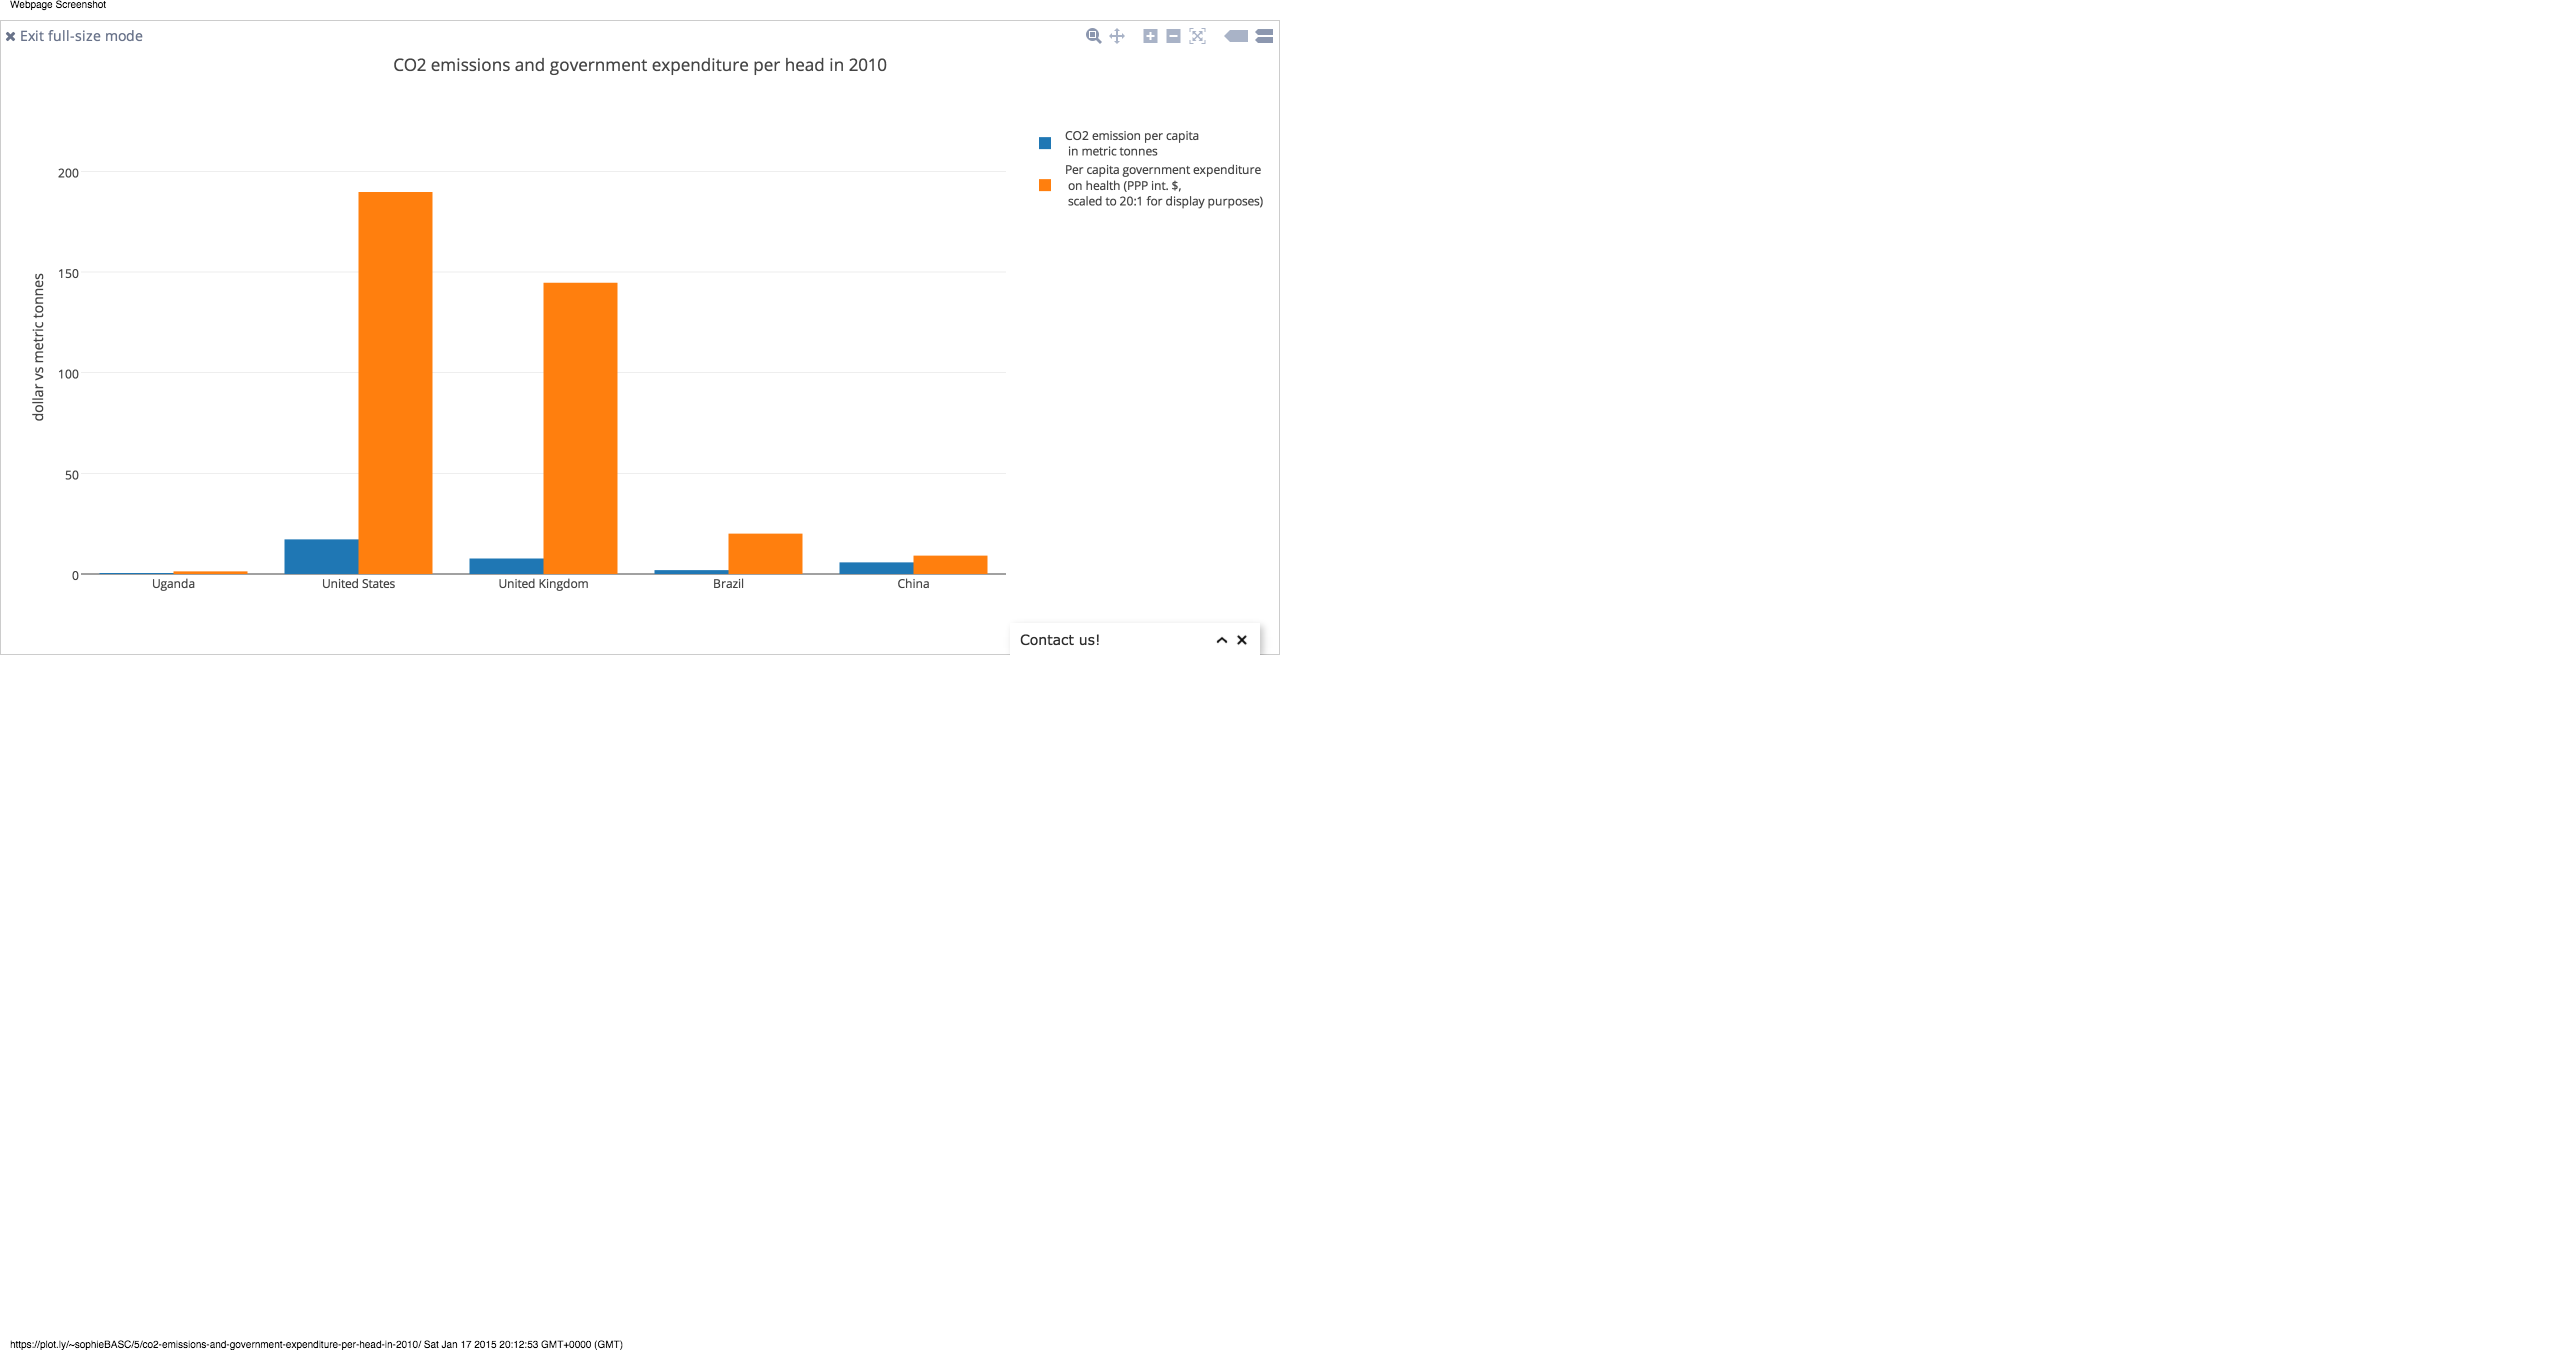 Webpage Screenshot
Exit full-size mode
CO2 emissions and government expenditure per head in 2010
CO2 emission per capita
in metric tonnes
Per capita government expenditure
on health (PPP int. $,
scaled to 20:1 for display purposes)
dollar vs metric tonnes
200
150
100
50
0
Uganda
United States
United Kingdom
Brazil
China
Contact us!
https://plot.ly/~sophieBASC/5/co2-emissions-and-government-expenditure-per-head-in-2010/ Sat Jan 17 2015 20:12:53 GMT+0000 (GMT)